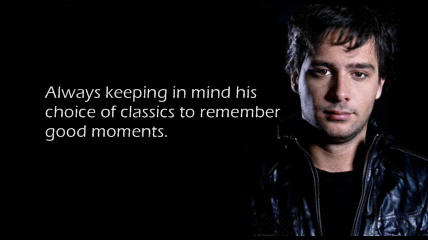 Always keeping in mind his
choice of classics to remember
good moments.